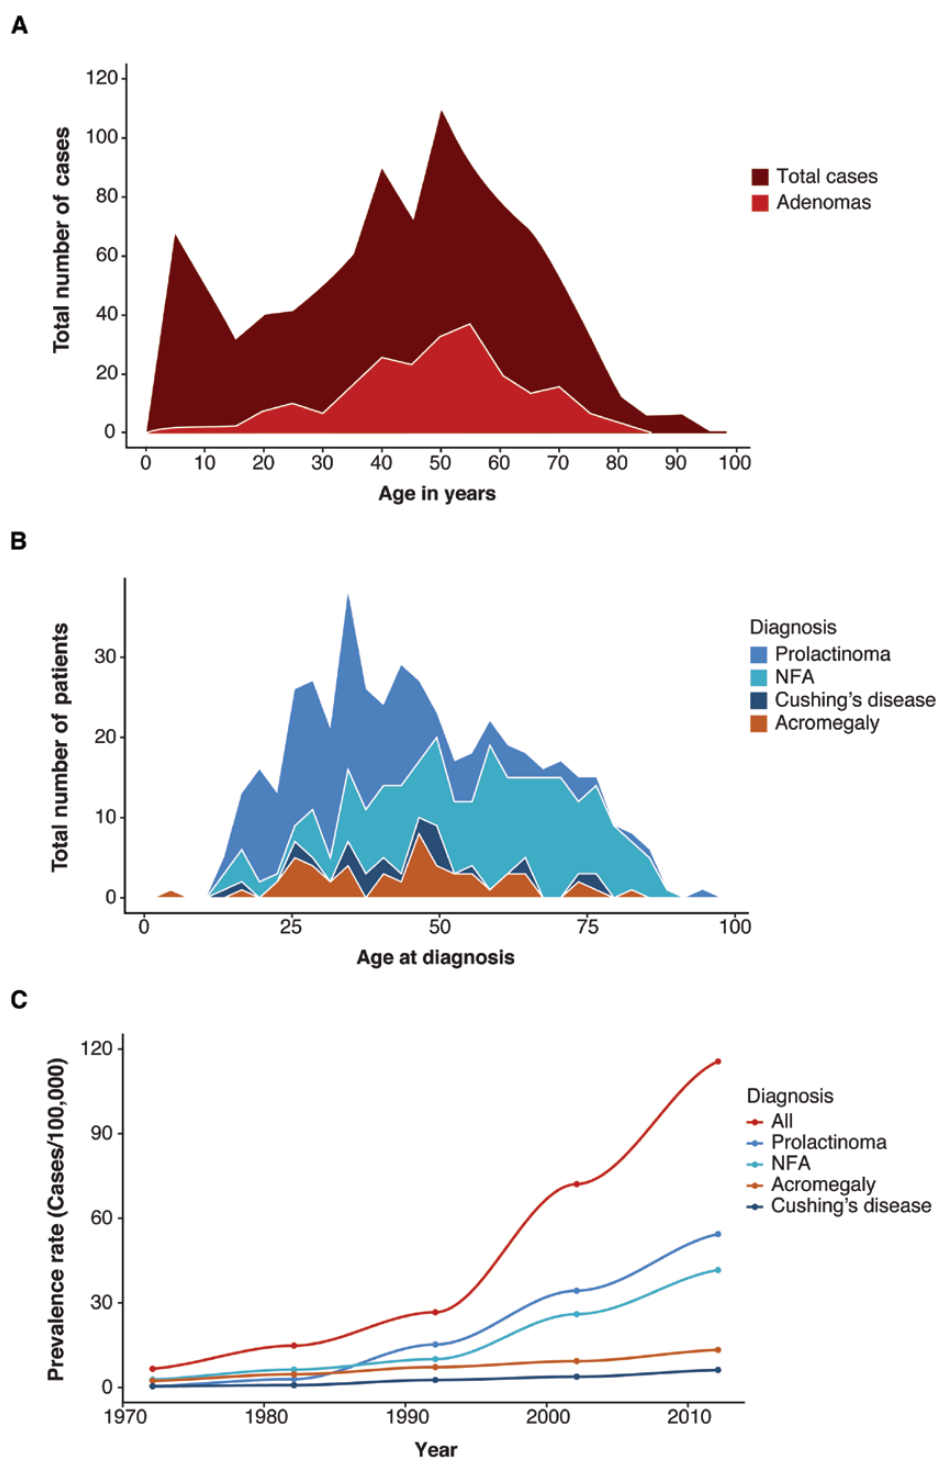 A
120
100
80
60
40
20
0
Total number of cases
0 10 20 30 40 50 60 70 80 90 100
Age in years
Total cases
Adenomas
B
30
20
10
0
Total number of patients
0 25 50 75 100
Age at diagnosis
Diagnosis
Prolactinoma
NFA
Cushing's disease
Acromegaly
C
120
90
60
30
0
Prevalence rate (Cases/100,000)
1970 1980 1990 2000 2010
Year
Diagnosis
All
Prolactinoma
NFA
Acromegaly
Cushing's disease